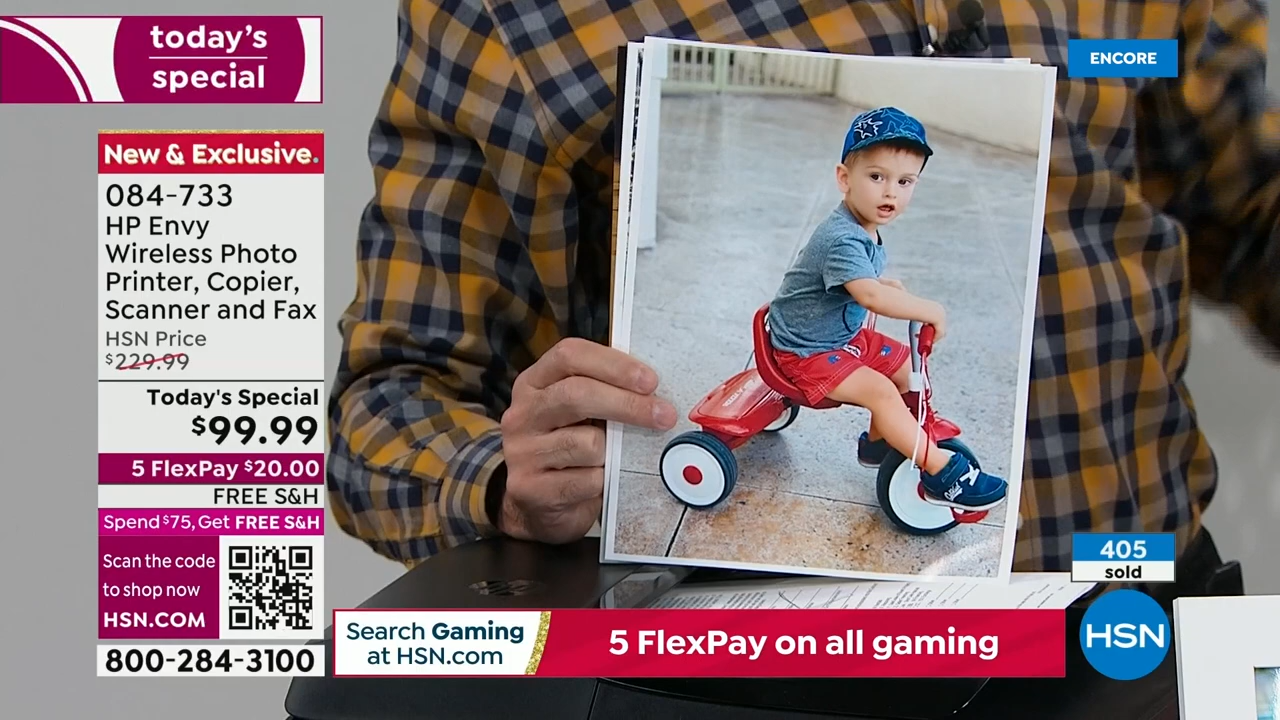 today's
special
ENCORE
New & Exclusive.
084-733
HP Envy
Wireless Photo
Printer, Copier,
Scanner and Fax
HSN Price
$229.99
Today's Special
$99.99
5 FlexPay $20.00
FREE S&H
Spend $75, Get FREE S&H
Scan the code
to shop now
HSN.COM
800-284-3100
405
sold
Search Gaming
at HSN.com
5 FlexPay on all gaming
HSN
hp